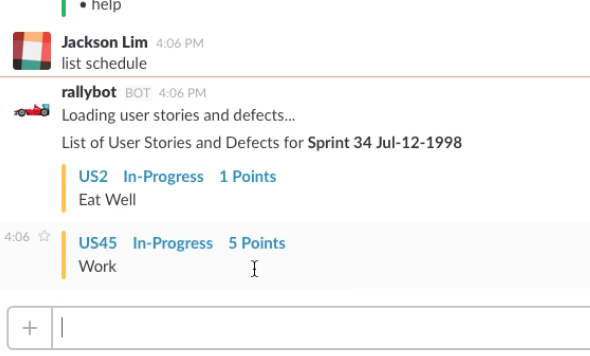 • help
Jackson Lim 4:06 PM
list schedule
rallybot BOT 4:06 PM
Loading user stories and defects...
List of User Stories and Defects for Sprint 34 Jul-12-1998
US2 In-Progress 1 Points
Eat Well
4:06 US45 In-Progress 5 Points
Work